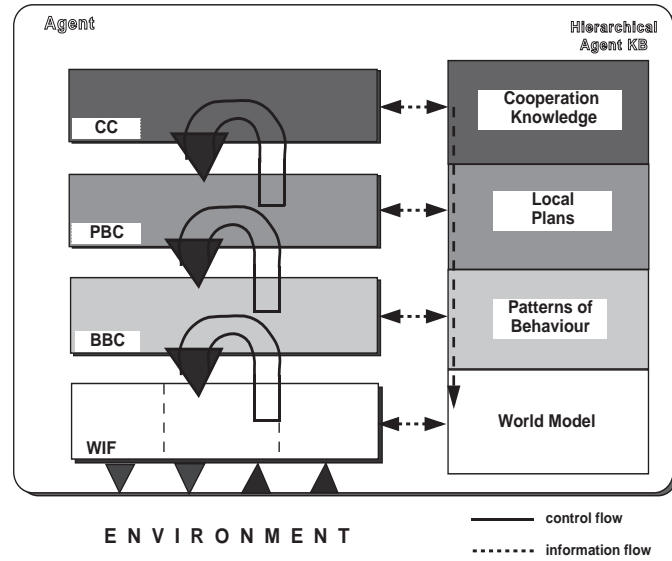 Agent
Hierarchical
Agent KB
CC
Cooperation
Knowledge
PBC
Local
Plans
BBC
Patterns of
Behaviour
WIF
World Model
ENVIRONMENT
control flow
information flow